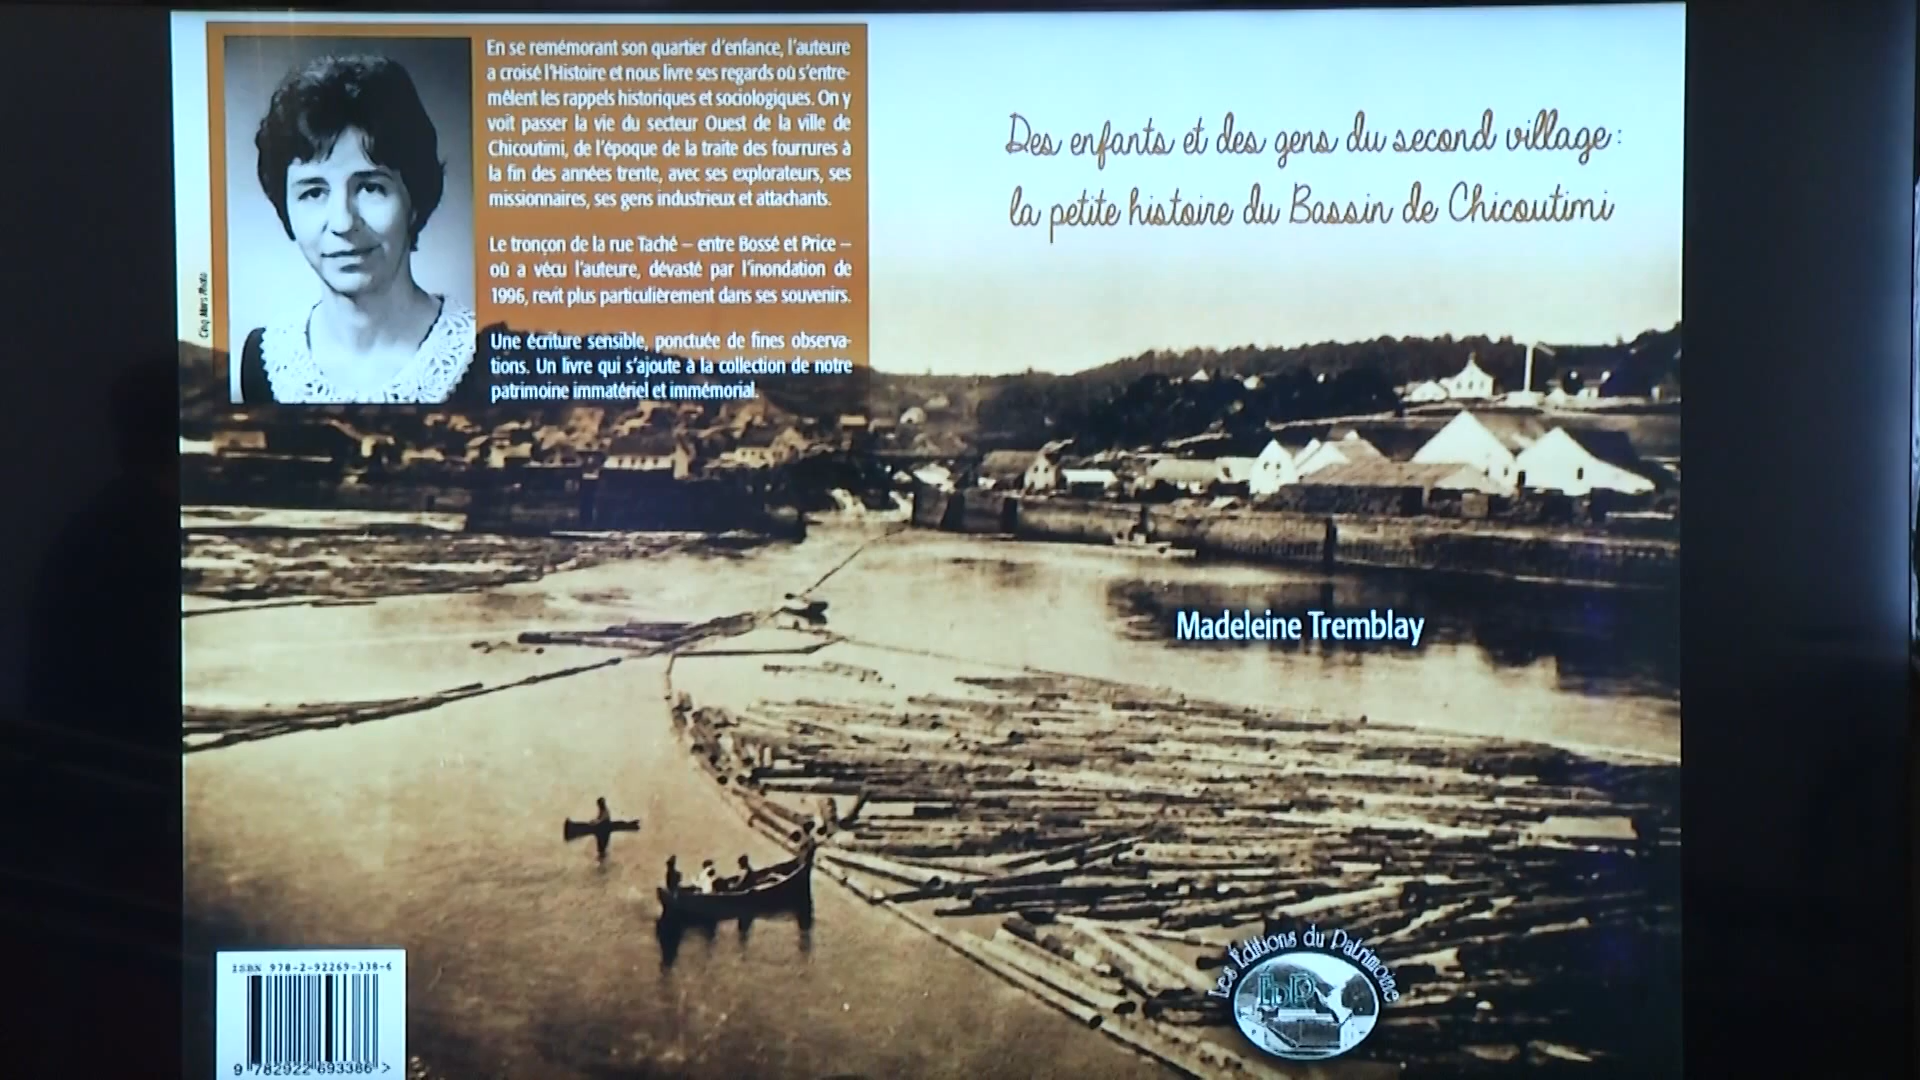 En se remémorant son quartier d'enfance, l'auteure
a croisé l'Histoire et nous livre ses regards où s'entre-
mêlent les rappels historiques et sociologiques. On y
voit passer la vie du secteur Ouest de la ville de
Chicoutimi, de l'époque de la traite des fourrures à
la fin des années trente, avec ses explorateurs, ses
missionnaires, ses gens industrieux et attachants.
Le tronçon de la rue Taché – entre Bossé et Price –
où a vécu l'auteure, dévasté par l'inondation de
1996, revit plus particulièrement dans ses souvenirs.
Une écriture sensible, ponctuée de fines observa-
tions. Un livre qui s'ajoute à la collection de notre
patrimoine immatériel et immémorial.
Cinq Mars Photo
ISBN 978-2-92269-338-6
9 782922 693386 >
Des enfants et des gens du second village :
la petite histoire du Bassin de Chicoutimi
Madeleine Tremblay
Les Éditions du Patrimoine
ÉDP